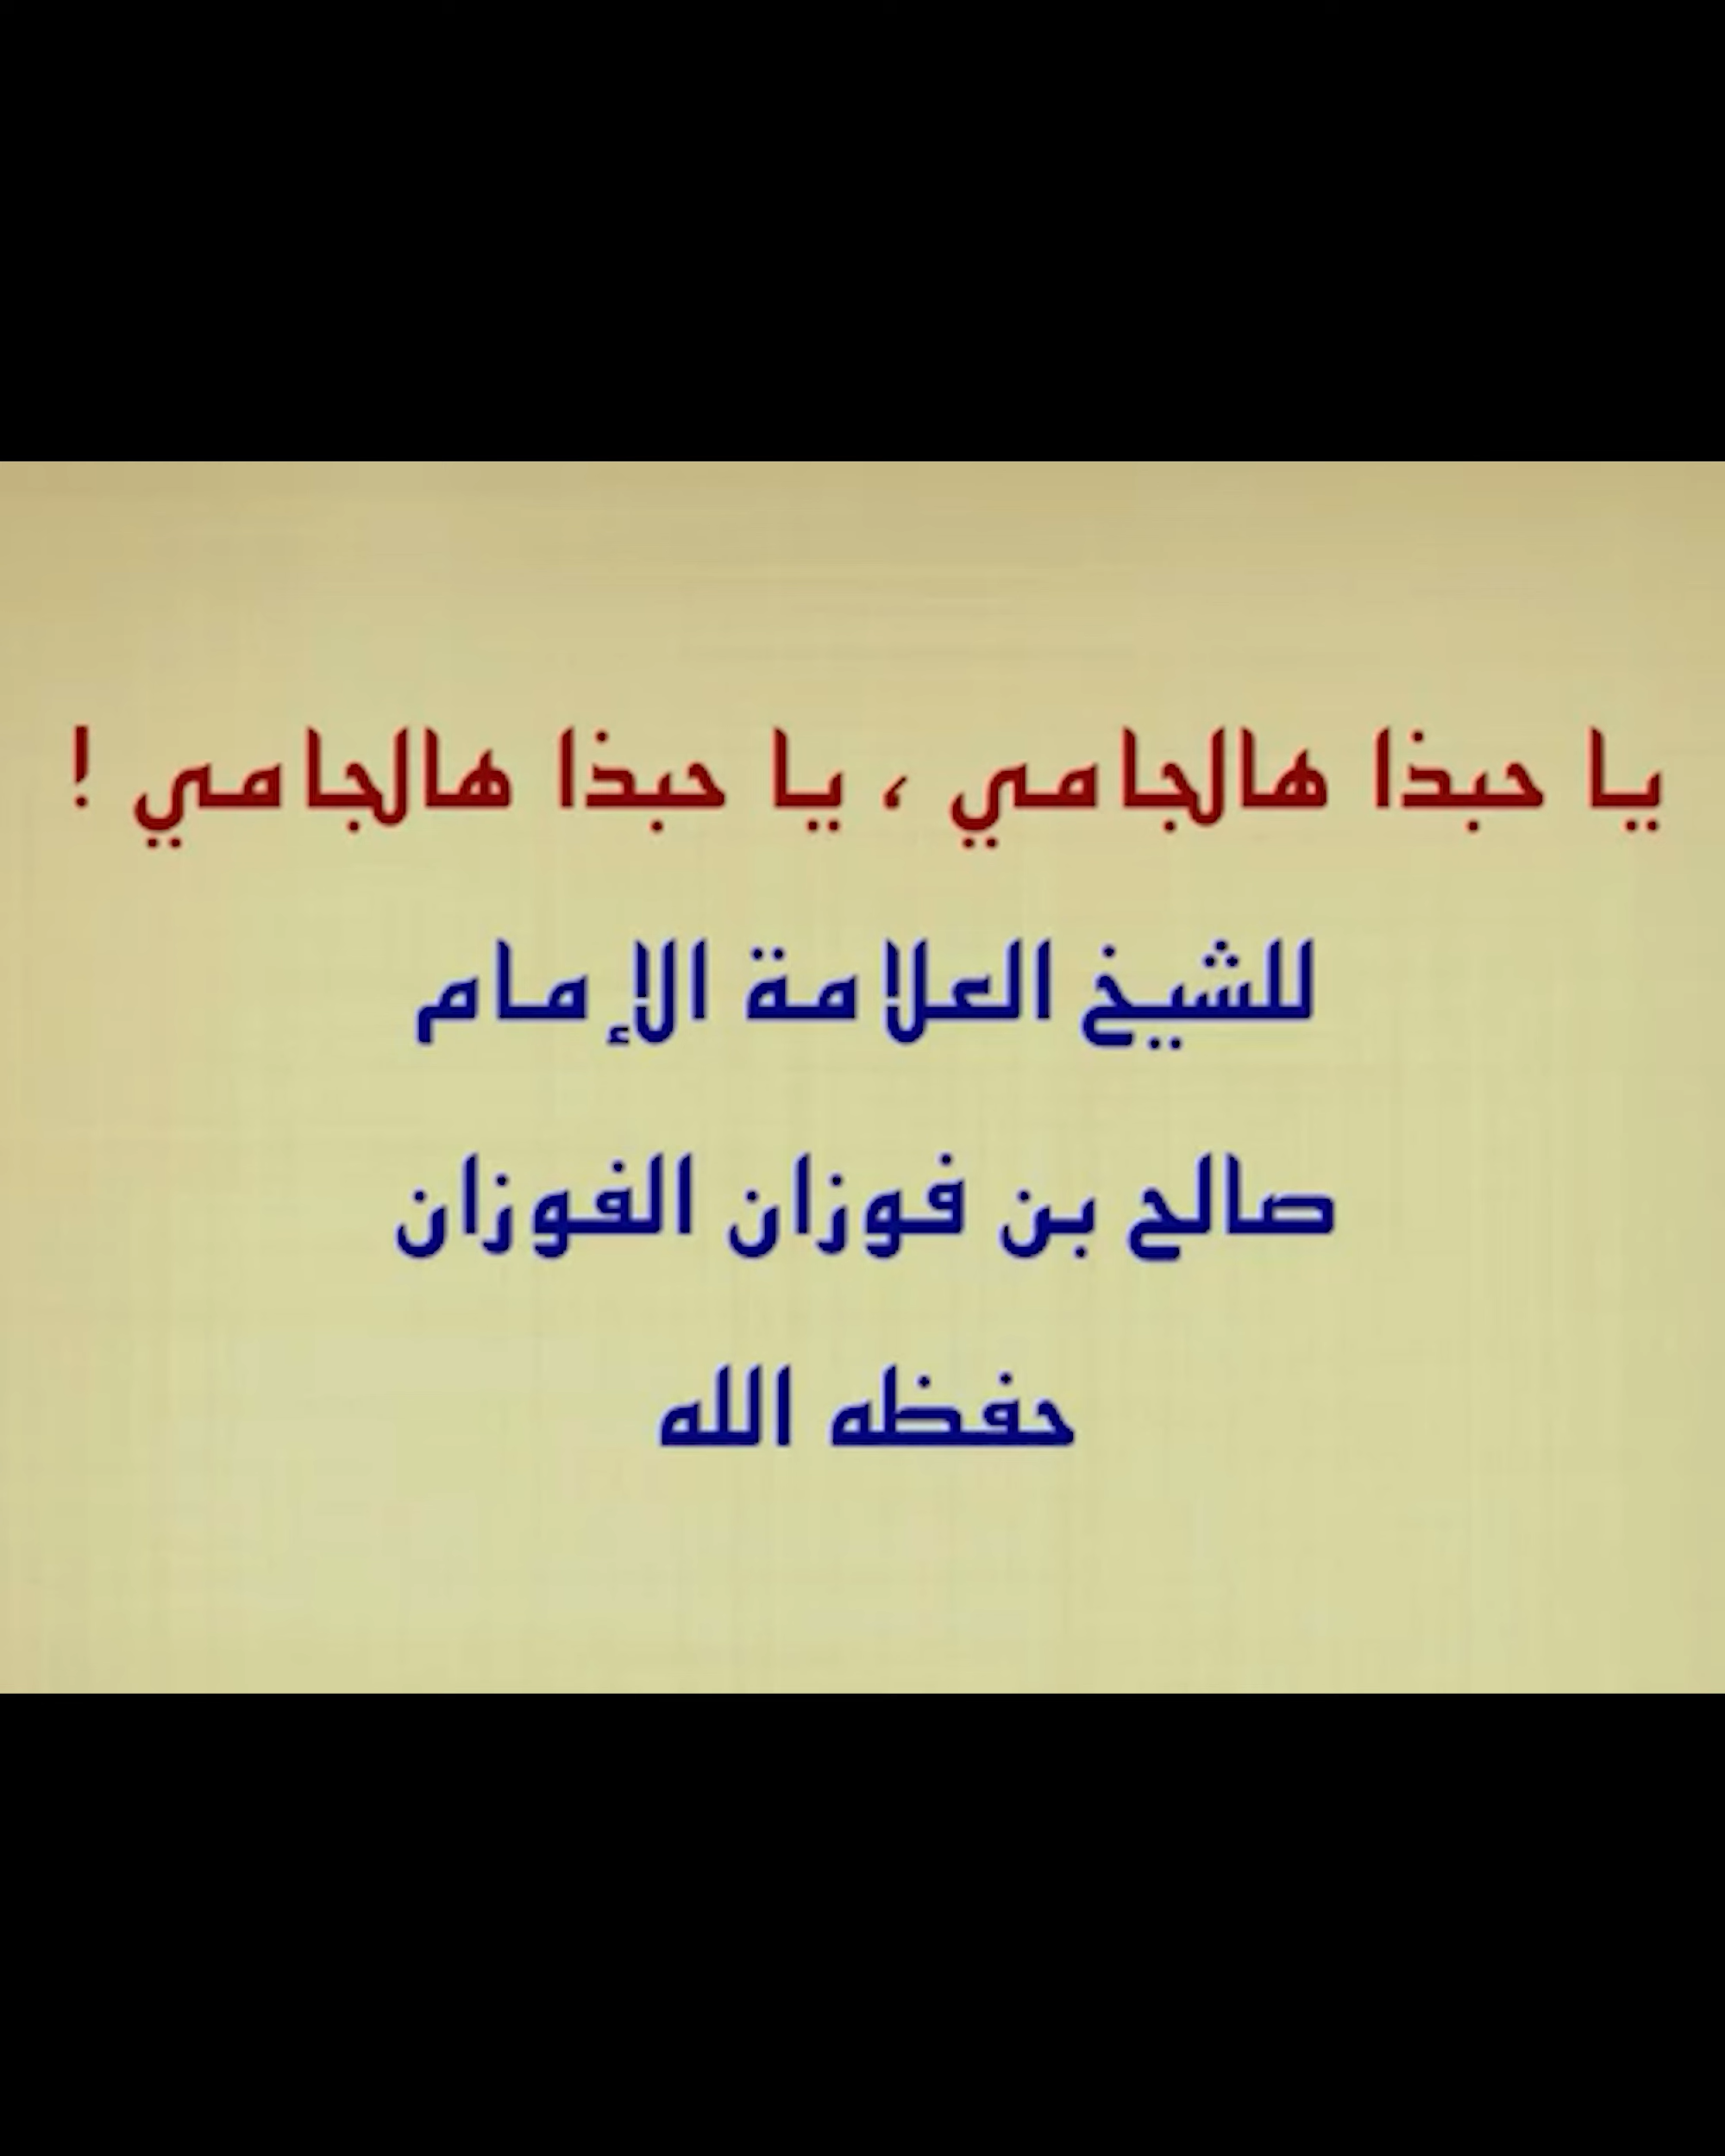 يا حبذا هالجامي ، يا حبذا هالجامي !
للشيخ العلامة الإمام
صالح بن فوزان الفوزان
حفظه الله